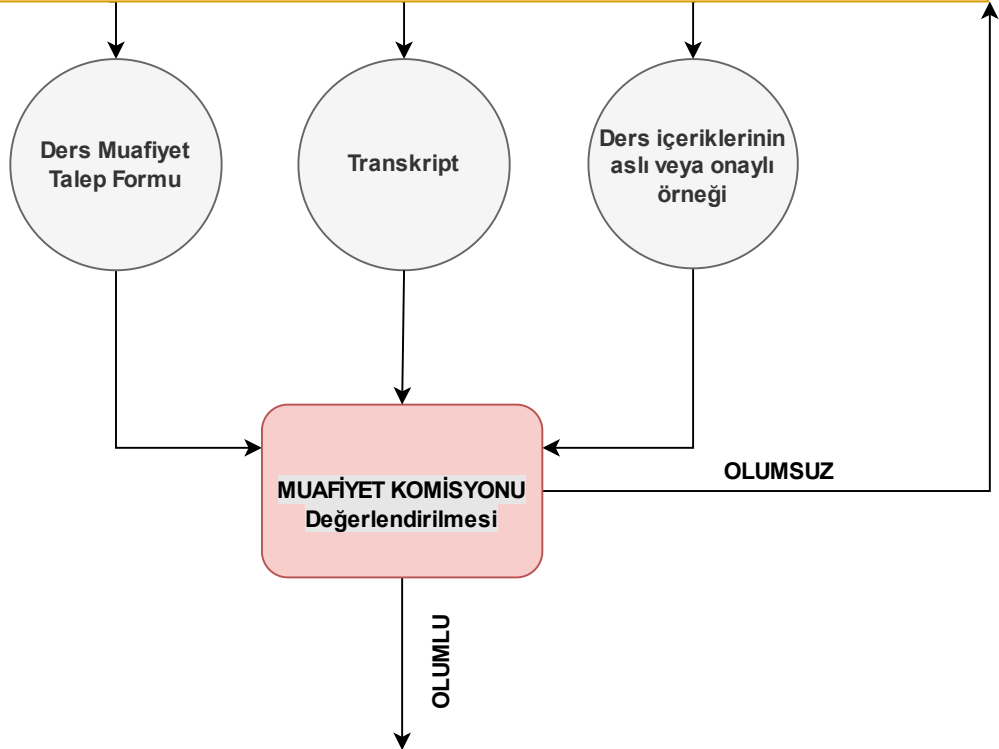 Ders Muafiyet
Talep Formu
Transkript
Ders içeriklerinin
aslı veya onaylı
örneği
MUAFİYET KOMİSYONU
Değerlendirilmesi
OLUMSUZ
OLUMLU